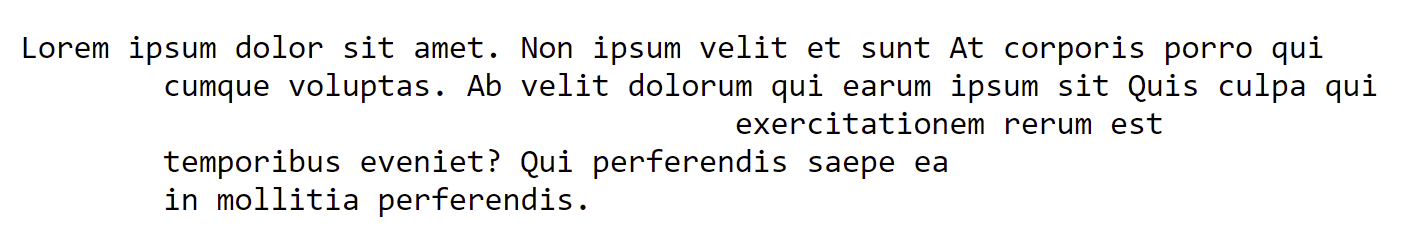 Lorem ipsum dolor sit amet. Non ipsum velit et sunt At corporis porro qui
cumque voluptas. Ab velit dolorum qui earum ipsum sit Quis culpa qui
exercitationem rerum est
temporibus eveniet? Qui perferendis saepe ea
in mollitia perferendis.